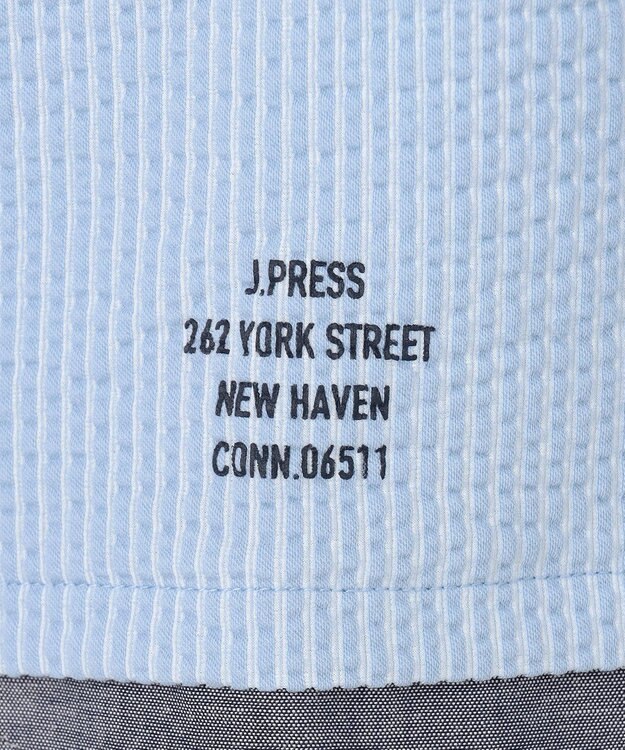 J.PRESS
262 YORK STREET
NEW HAVEN
CONN.06511